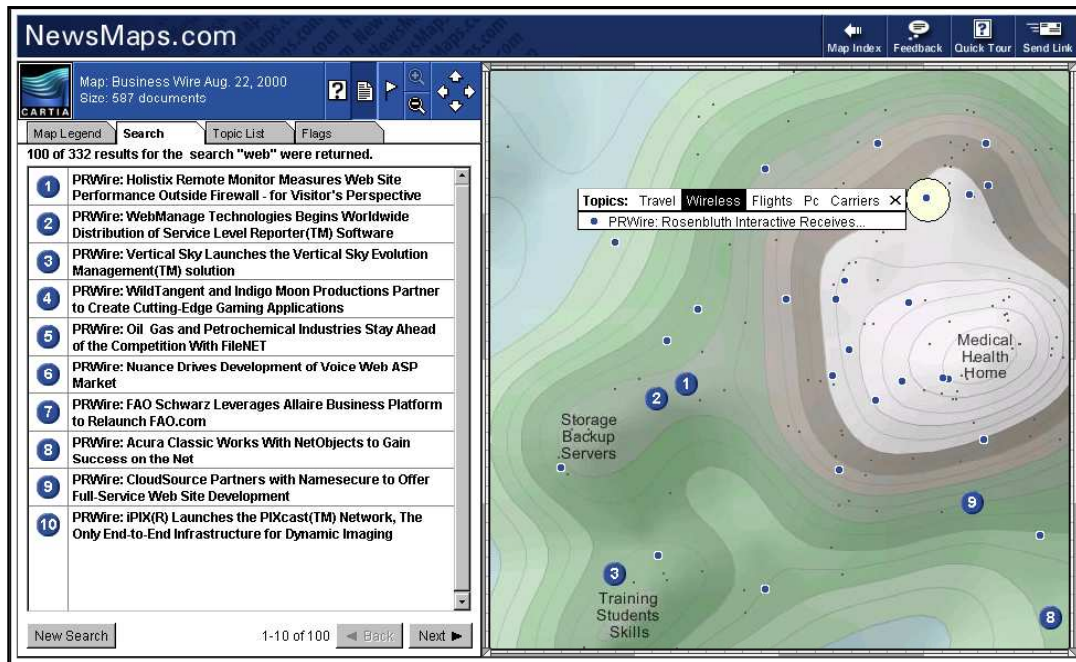 NewsMaps.com
Map Index
Feedback
Quick Tour
Send Link
CARTIA
Map: Business Wire Aug. 22, 2000
Size: 587 documents
?
Map Legend
Search
Topic List
Flags
100 of 332 results for the search "web" were returned.
1
PRWire: Holistix Remote Monitor Measures Web Site
Performance Outside Firewall - for Visitor's Perspective
2
PRWire: WebManage Technologies Begins Worldwide
Distribution of Service Level Reporter(TM) Software
3
PRWire: Vertical Sky Launches the Vertical Sky Evolution
Management(TM) solution
4
PRWire: WildTangent and Indigo Moon Productions Partner
to Create Cutting-Edge Gaming Applications
5
PRWire: Oil Gas and Petrochemical Industries Stay Ahead
of the Competition With FileNET
6
PRWire: Nuance Drives Development of Voice Web ASP
Market
7
PRWire: FAO Schwarz Leverages Allaire Business Platform
to Relaunch FAO.com
8
PRWire: Acura Classic Works With NetObjects to Gain
Success on the Net
9
PRWire: CloudSource Partners with Namesecure to Offer
Full-Service Web Site Development
10
PRWire: iPIX(R) Launches the PIXcast(TM) Network, The
Only End-to-End Infrastructure for Dynamic Imaging
New Search
1-10 of 100
Back
Next
Topics: Travel Wireless Flights Pc Carriers X
PRWire: Rosenbluth Interactive Receives...
Medical
Health
Home
1
2
Storage
Backup
Servers
9
3
Training
Students
Skills
8